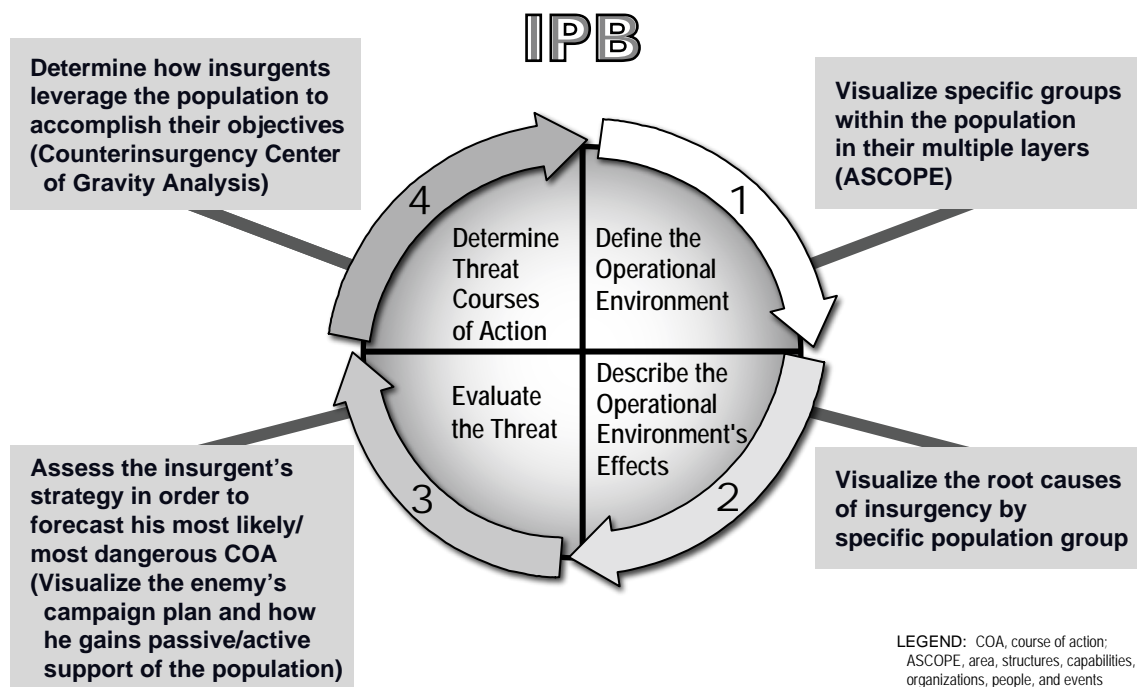 IPB
Determine how insurgents
leverage the population to
accomplish their objectives
(Counterinsurgency Center
of Gravity Analysis)
Visualize specific groups
within the population
in their multiple layers
(ASCOPE)
4
1
Determine
Threat
Courses
of Action
Define the
Operational
Environment
Evaluate
the Threat
Describe the
Operational
Environment's
Effects
3
2
Assess the insurgent’s
strategy in order to
forecast his most likely/
most dangerous COA
(Visualize the enemy’s
campaign plan and how
he gains passive/active
support of the population)
Visualize the root causes
of insurgency by
specific population group
LEGEND: COA, course of action;
ASCOPE, area, structures, capabilities,
organizations, people, and events